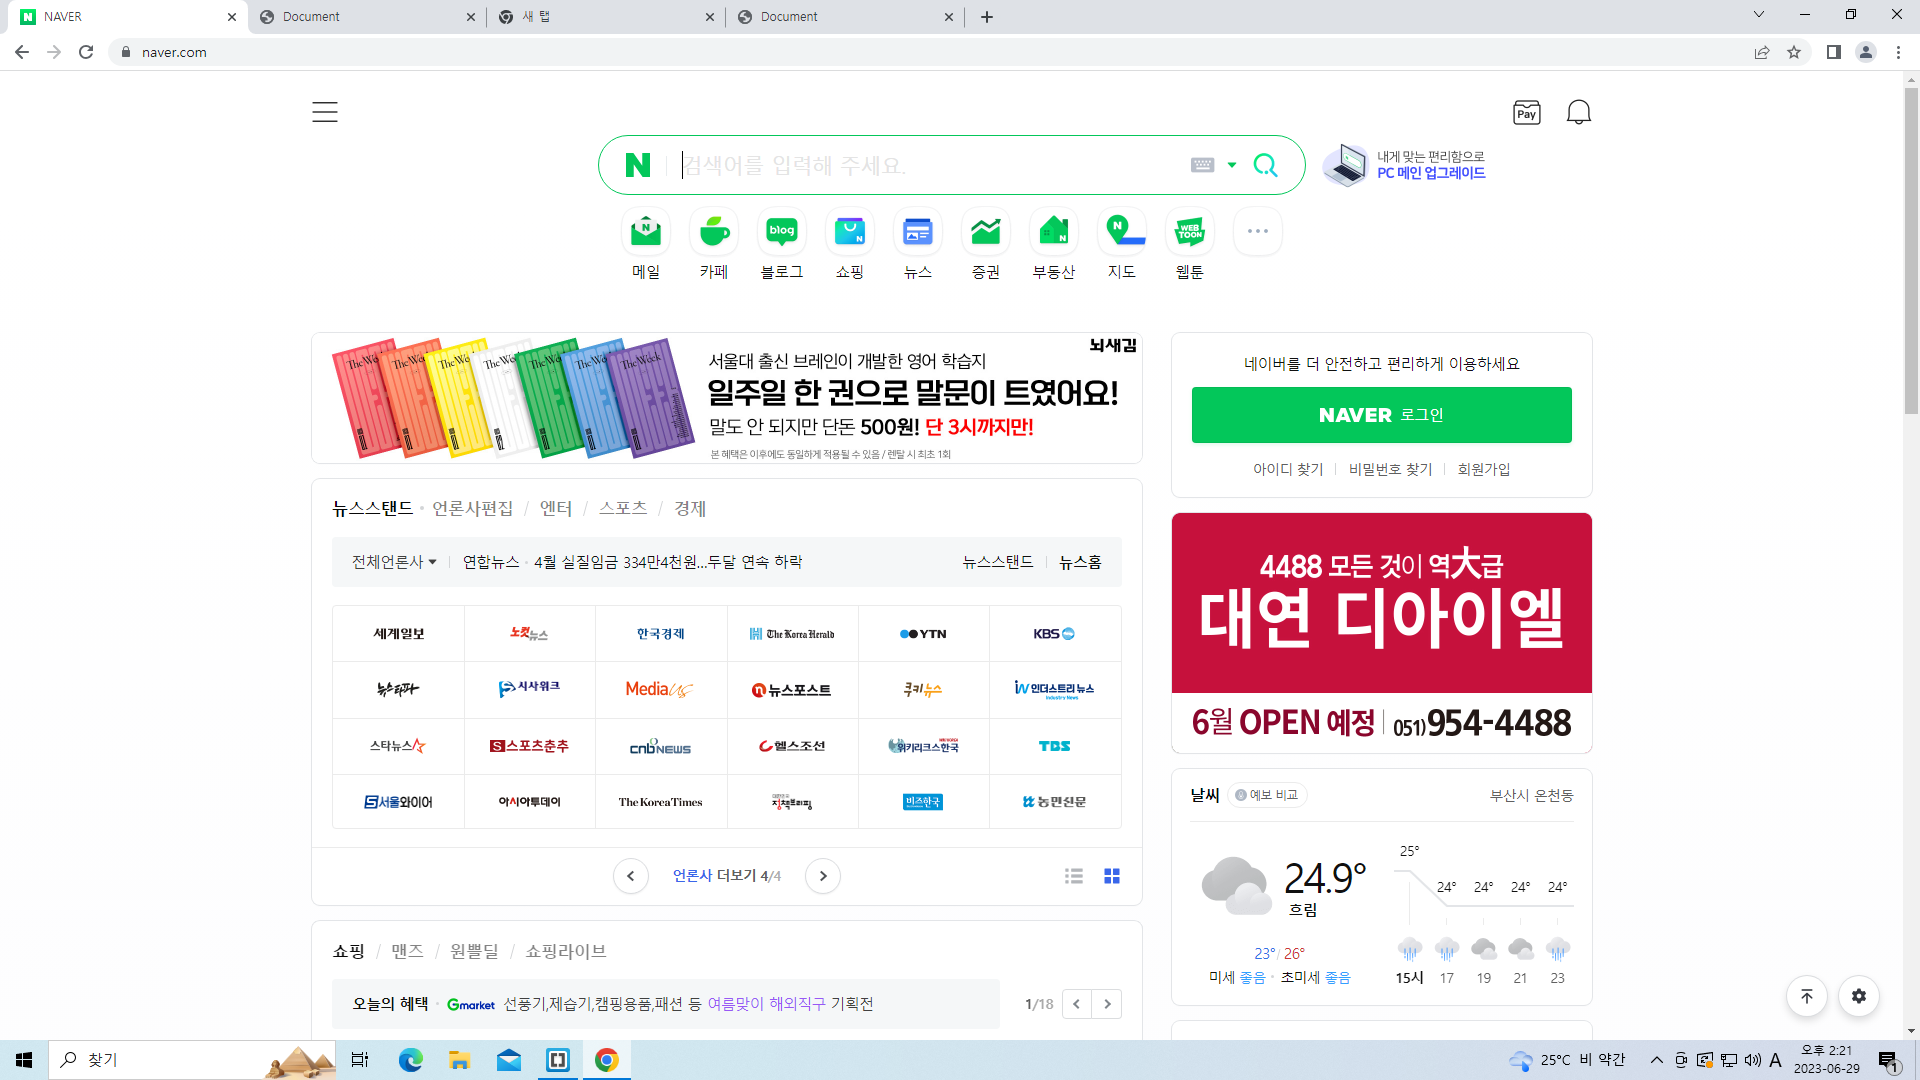 NAVER
Document
새 탭
Document
naver.com
Pay
N
검색어를 입력해 주세요.
내게 맞는 편리함으로
PC 메인 업그레이드
N
blog
N
N
N
WEB
TOON
메일
카페
블로그
쇼핑
뉴스
증권
부동산
지도
웹툰
The Week
뇌새김
서울대 출신 브레인이 개발한 영어 학습지
일주일 한 권으로 말문이 트였어요!
말도 안 되지만 단돈 500원! 단 3시까지만!
본 혜택은 이후에도 동일하게 적용될 수 있음 / 렌탈 시 최초 1회
네이버를 더 안전하고 편리하게 이용하세요
NAVER 로그인
아이디 찾기
비밀번호 찾기
회원가입
뉴스스탠드 · 언론사편집 / 엔터 / 스포츠 / 경제
전체언론사
연합뉴스 · 4월 실질임금 334만4천원...두달 연속 하락
뉴스스탠드
뉴스홈
세계일보
노컷뉴스
한국경제
The Korea Herald
YTN
KBS
뉴스타파
시사위크
Media US
뉴스포스트
쿠키뉴스
인더스트리뉴스
Industry News
스타뉴스
스포츠춘추
CNBNEWS
헬스조선
위키리크스한국
TBS
서울와이어
아시아투데이
The Korea Times
대한민국
정책브리핑
비즈한국
농민신문
언론사 더보기 4/4
4488 모든 것이 역大급
대연 디아이엘
6월 OPEN 예정
051)954-4488
날씨
예보 비교
부산시 온천동
24.9°
흐림
23°/ 26°
미세 좋음 · 초미세 좋음
25°
24°
24°
24°
24°
15시
17
19
21
23
쇼핑 / 맨즈 / 원쁠딜 / 쇼핑라이브
오늘의 혜택 · Gmarket 선풍기,제습기,캠핑용품,패션 등 여름맞이 해외직구 기획전
1/18
찾기
25°C 비 약간
A
오후 2:21
2023-06-29
1